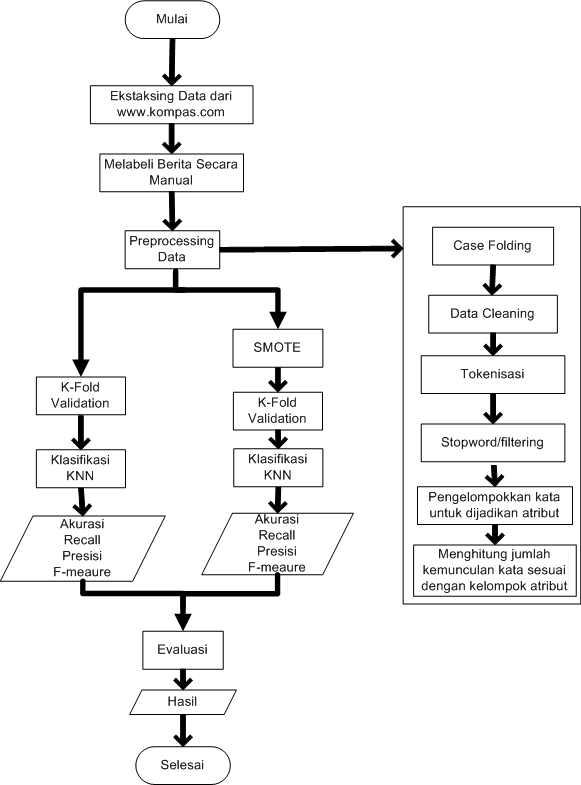 Mulai
Ekstaksing Data dari
www.kompas.com
Melabeli Berita Secara
Manual
Preprocessing
Data
K-Fold
Validation
Klasifikasi
KNN
Akurasi
Recall
Presisi
F-meaure
SMOTE
K-Fold
Validation
Klasifikasi
KNN
Akurasi
Recall
Presisi
F-meaure
Evaluasi
Hasil
Selesai
Case Folding
Data Cleaning
Tokenisasi
Stopword/filtering
Pengelompokkan kata
untuk dijadikan atribut
Menghitung jumlah
kemunculan kata sesuai
dengan kelompok atribut